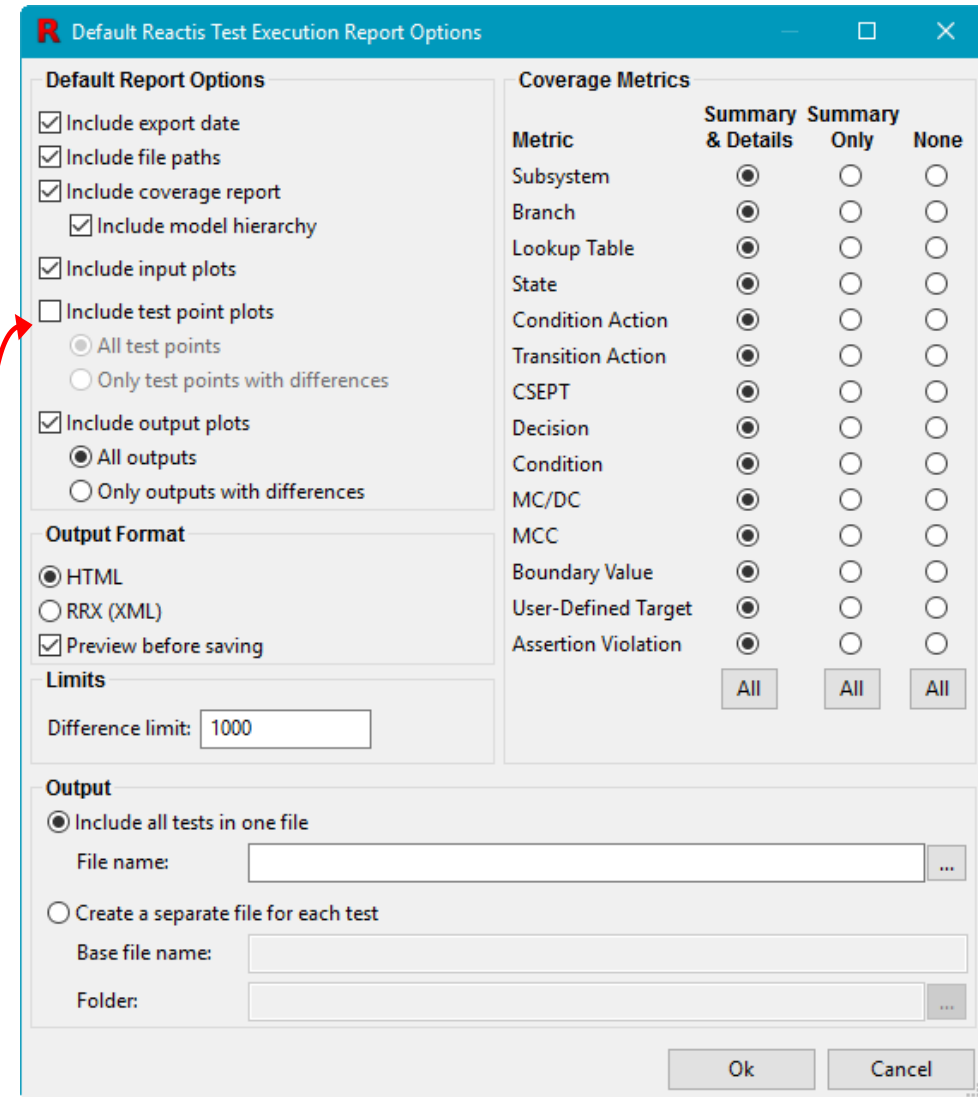 R Default Reactis Test Execution Report Options
Default Report Options
Include export date
Include file paths
Include coverage report
Include model hierarchy
Include input plots
Include test point plots
All test points
Only test points with differences
Include output plots
All outputs
Only outputs with differences
Output Format
HTML
RRX (XML)
Preview before saving
Limits
Difference limit: 1000
Coverage Metrics
Metric Summary & Details Summary Only None
Subsystem
Branch
Lookup Table
State
Condition Action
Transition Action
CSEPT
Decision
Condition
MC/DC
MCC
Boundary Value
User-Defined Target
Assertion Violation
All All All
Output
Include all tests in one file
File name: ...
Create a separate file for each test
Base file name:
Folder: ...
Ok Cancel